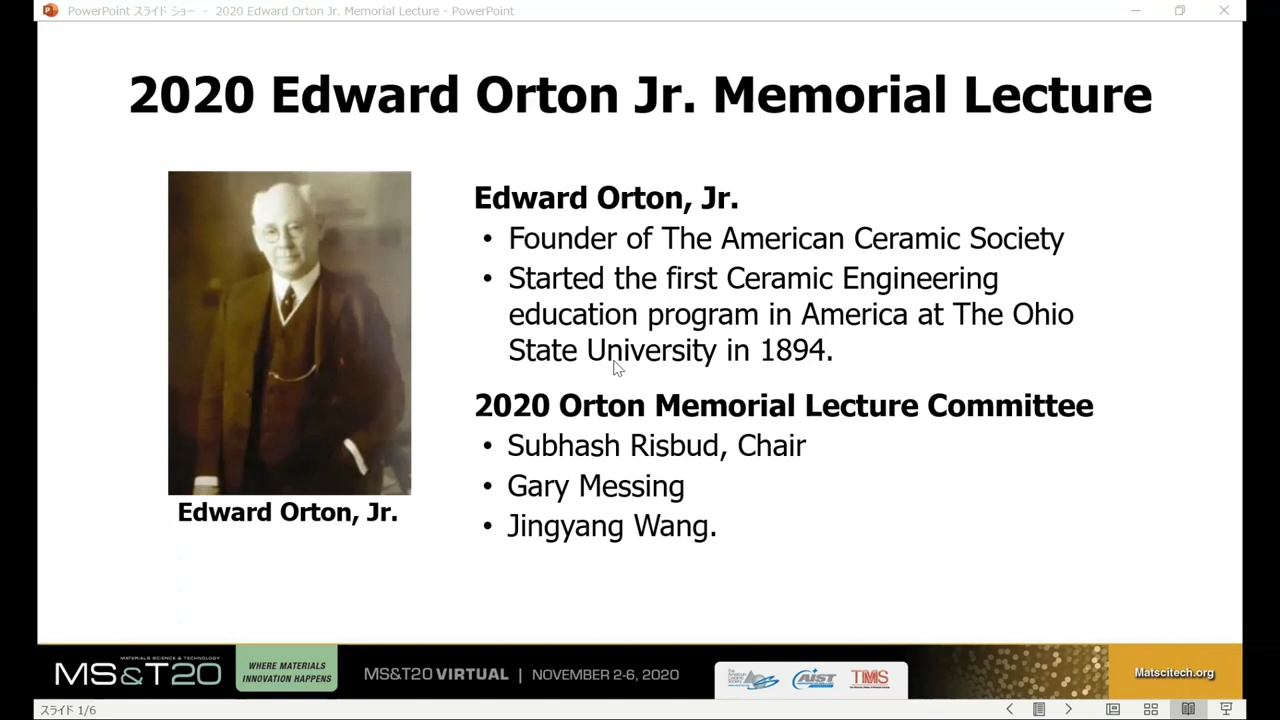 PowerPoint スライド ショー - 2020 Edward Orton Jr. Memorial Lecture - PowerPoint
2020 Edward Orton Jr. Memorial Lecture
Edward Orton, Jr.
• Founder of The American Ceramic Society
• Started the first Ceramic Engineering
education program in America at The Ohio
State University in 1894.
2020 Orton Memorial Lecture Committee
• Subhash Risbud, Chair
• Gary Messing
• Jingyang Wang.
Edward Orton, Jr.
MATERIALS SCIENCE & TECHNOLOGY
MS&T20
WHERE MATERIALS
INNOVATION HAPPENS
MS&T20 VIRTUAL | NOVEMBER 2-6, 2020
AIST
TMS
Matscitech.org
スライド 1/6